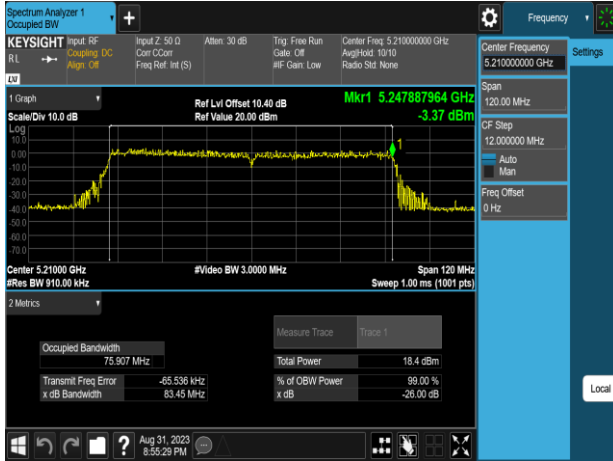 Spectrum Analyzer 1
Occupied BW
Frequency
KEYSIGHT Input: RF
RL Coupling: DC
Align: Off
Input Z: 50 Ω
Corr CCorr
Freq Ref: Int (S)
Atten: 30 dB
Trig: Free Run
Gate: Off
#IF Gain: Low
Center Freq: 5.210000000 GHz
Avg|Hold: 10/10
Radio Std: None
LXI
Center Frequency
5.210000000 GHz
Settings
Span
120.00 MHz
CF Step
12.000000 MHz
Auto
Man
Freq Offset
0 Hz
Local
1 Graph
Scale/Div 10.0 dB
Ref Lvl Offset 10.40 dB
Ref Value 20.00 dBm
Mkr1 5.247887964 GHz
-3.37 dBm
Log
10.0
0.00
-10.0
-20.0
-30.0
-40.0
-50.0
-60.0
-70.0
1
Center 5.21000 GHz
#Res BW 910.00 kHz
#Video BW 3.0000 MHz
Span 120 MHz
Sweep 1.00 ms (1001 pts)
2 Metrics
Measure Trace Trace 1
Occupied Bandwidth
75.907 MHz
Total Power 18.4 dBm
Transmit Freq Error -65.536 kHz
% of OBW Power 99.00 %
x dB Bandwidth 83.45 MHz
x dB -26.00 dB
Aug 31, 2023
8:55:29 PM